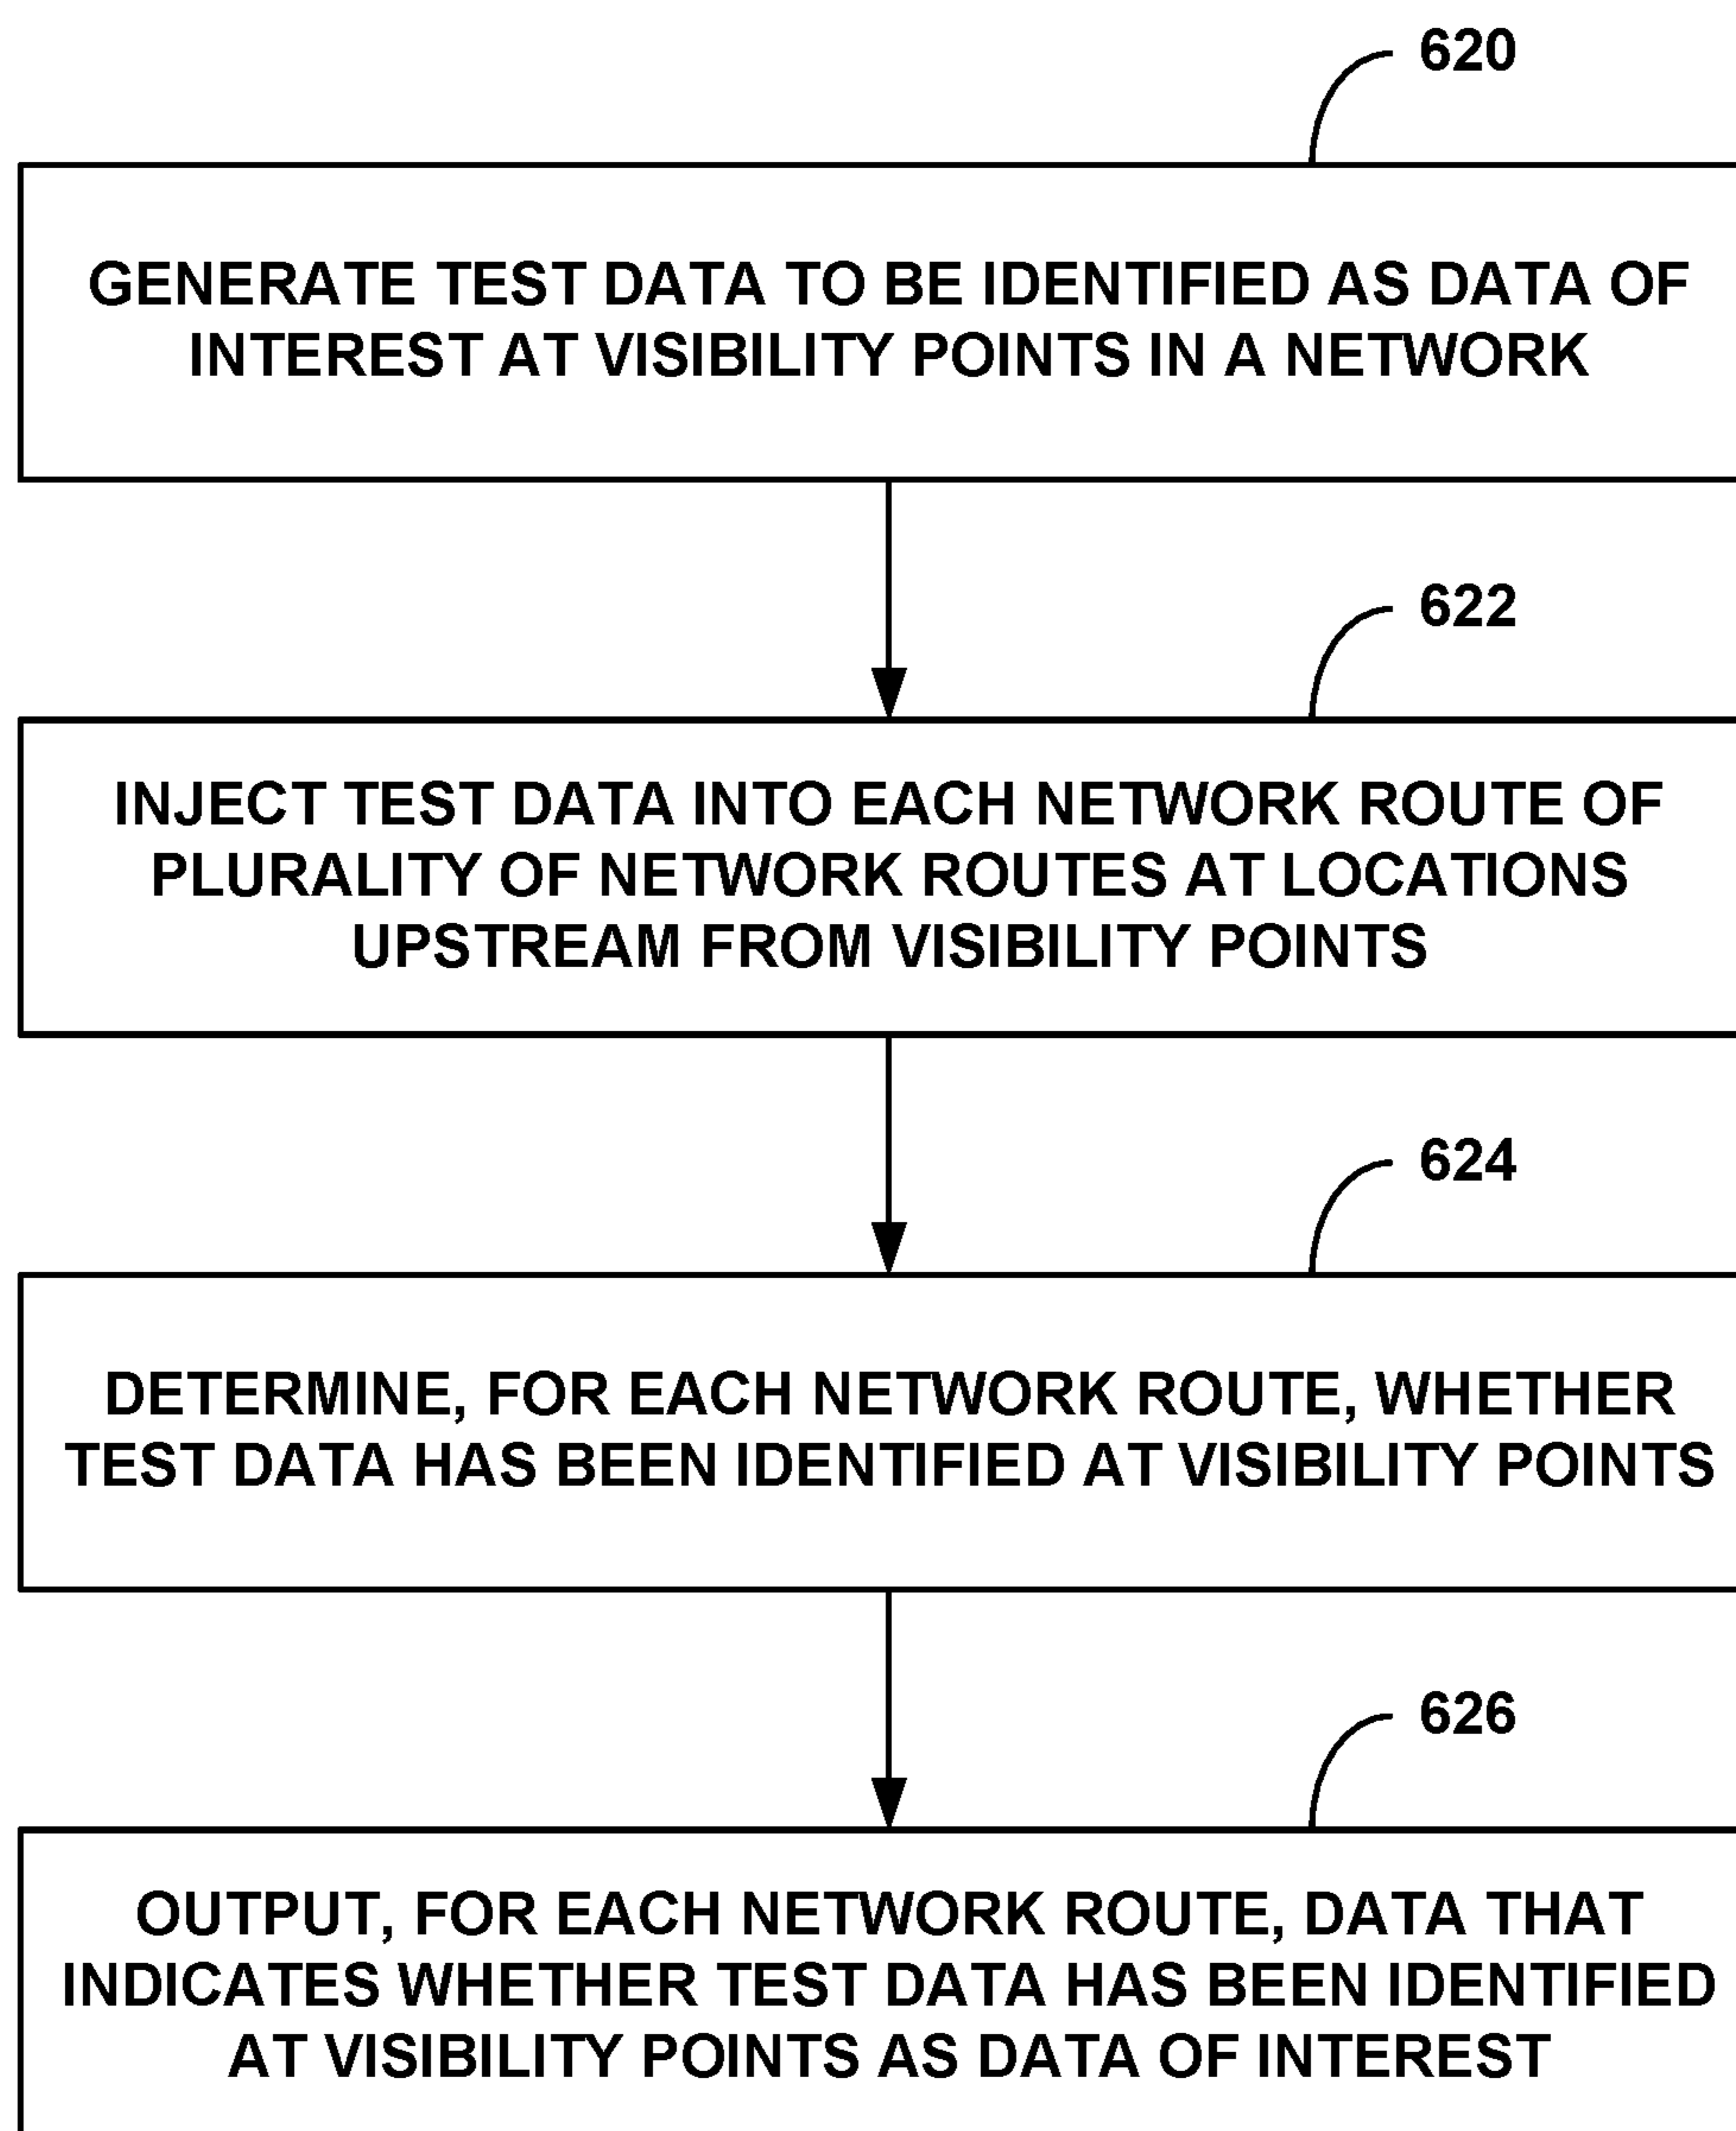 620
GENERATE TEST DATA TO BE IDENTIFIED AS DATA OF
INTEREST AT VISIBILITY POINTS IN A NETWORK
622
INJECT TEST DATA INTO EACH NETWORK ROUTE OF
PLURALITY OF NETWORK ROUTES AT LOCATIONS
UPSTREAM FROM VISIBILITY POINTS
624
DETERMINE, FOR EACH NETWORK ROUTE, WHETHER
TEST DATA HAS BEEN IDENTIFIED AT VISIBILITY POINTS
626
OUTPUT, FOR EACH NETWORK ROUTE, DATA THAT
INDICATES WHETHER TEST DATA HAS BEEN IDENTIFIED
AT VISIBILITY POINTS AS DATA OF INTEREST